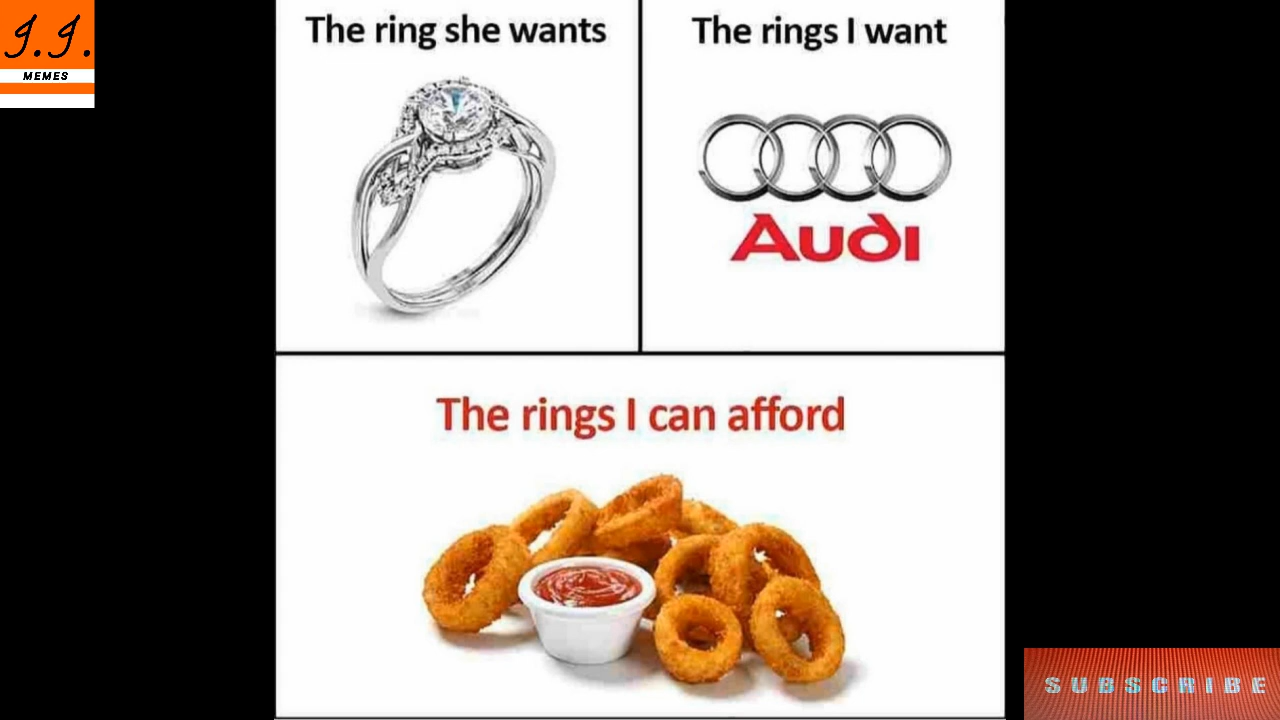 J.J.
MEMES
The ring she wants
The rings I want
Audi
The rings I can afford
SUBSCRIBE